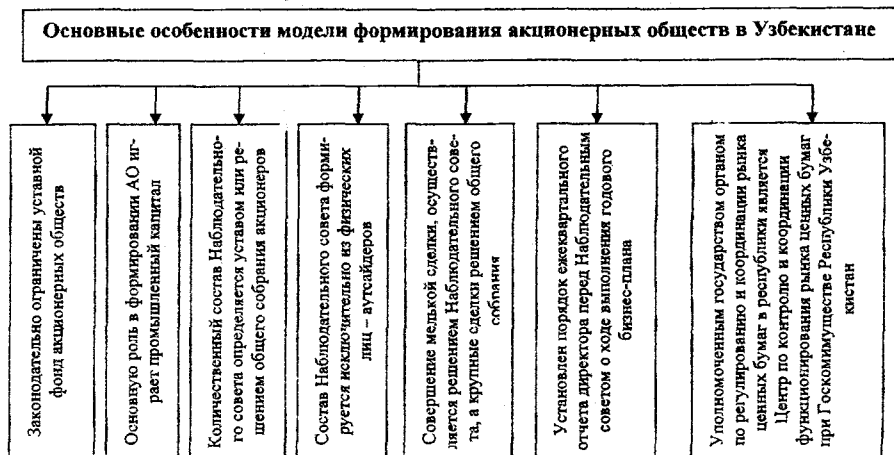 Основные особенности модели формирования акционерных обществ в Узбекистане
Законодательно ограничены уставной
фонд акционерных обществ
Основную роль в формировании АО иг-
рает промышленный капитал
Количественный состав Наблюдательно-
го совета определяется уставом или ре-
шением общего собрания акционеров
Состав Наблюдательного совета форми-
руется исключительно из физических
лиц – аутсайдеров
Совершение мелькой сделки, осуществ-
ляется решением Наблюдательного сове-
та, а крупные сделки решением общего
собрания
Установлен порядок ежеквартального
отчета директора перед Наблюдательным
советом о ходе выполнения годового
бизнес-плана
Уполномоченным государством органом
по регулированию и координации рынка
ценных бумаг в республики является
Центр по контролю и координации
функционирования рынка ценных бумаг
при Госкомимуществе Республики Узбе-
кистан